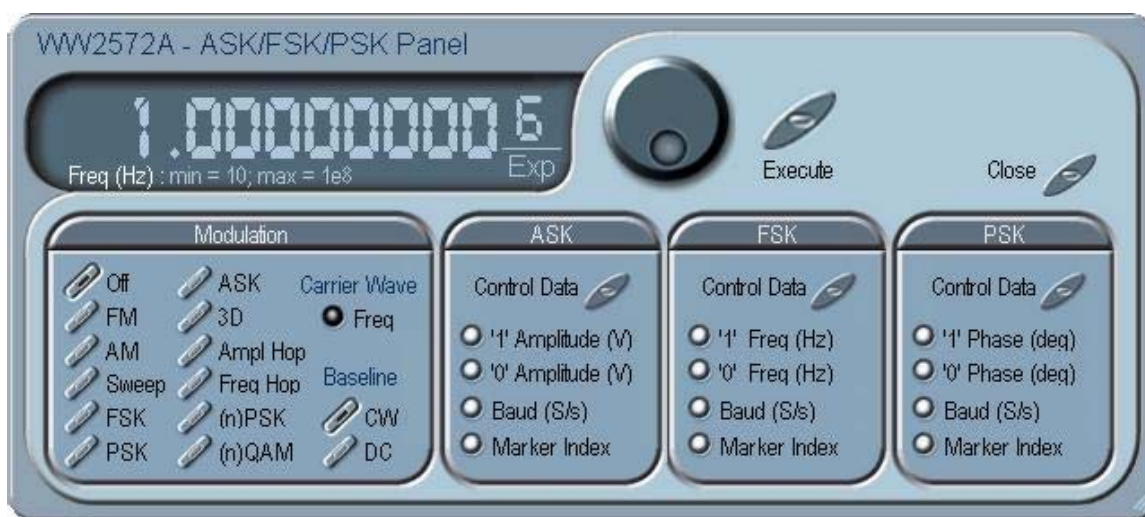 WW2572A - ASK/FSK/PSK Panel
1.00000000 6
Exp
Freq (Hz) : min = 10; max = 1e8
Execute
Close
Modulation
Off
FM
AM
Sweep
FSK
PSK
ASK
3D
Ampl Hop
Freq Hop
(n)PSK
(n)QAM
Carrier Wave
Freq
Baseline
CW
DC
ASK
Control Data
'1' Amplitude (V)
'0' Amplitude (V)
Baud (S/s)
Marker Index
FSK
Control Data
'1' Freq (Hz)
'0' Freq (Hz)
Baud (S/s)
Marker Index
PSK
Control Data
'1' Phase (deg)
'0' Phase (deg)
Baud (S/s)
Marker Index